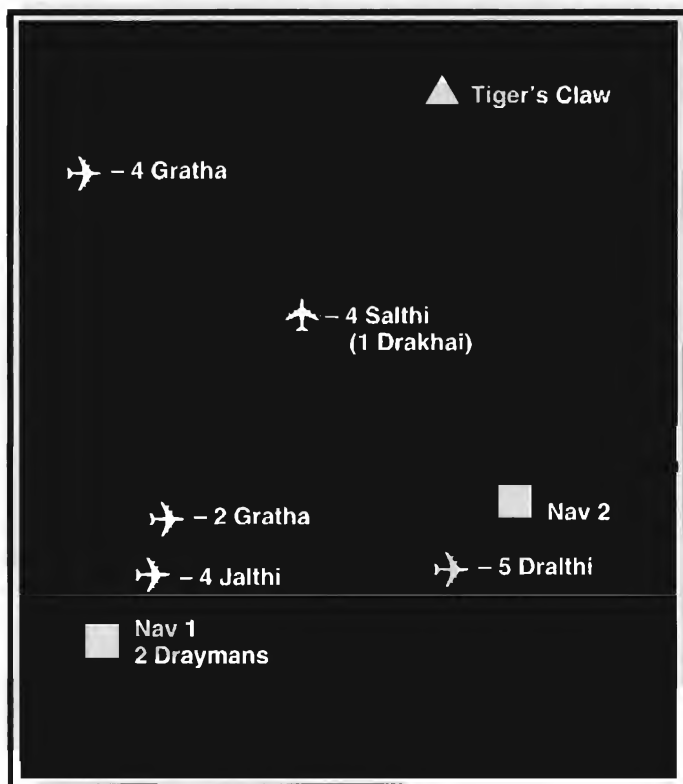 Tiger's Claw
– 4 Gratha
– 4 Salthi
(1 Drakhai)
Nav 2
– 2 Gratha
– 5 Dralthi
– 4 Jalthi
Nav 1
2 Draymans